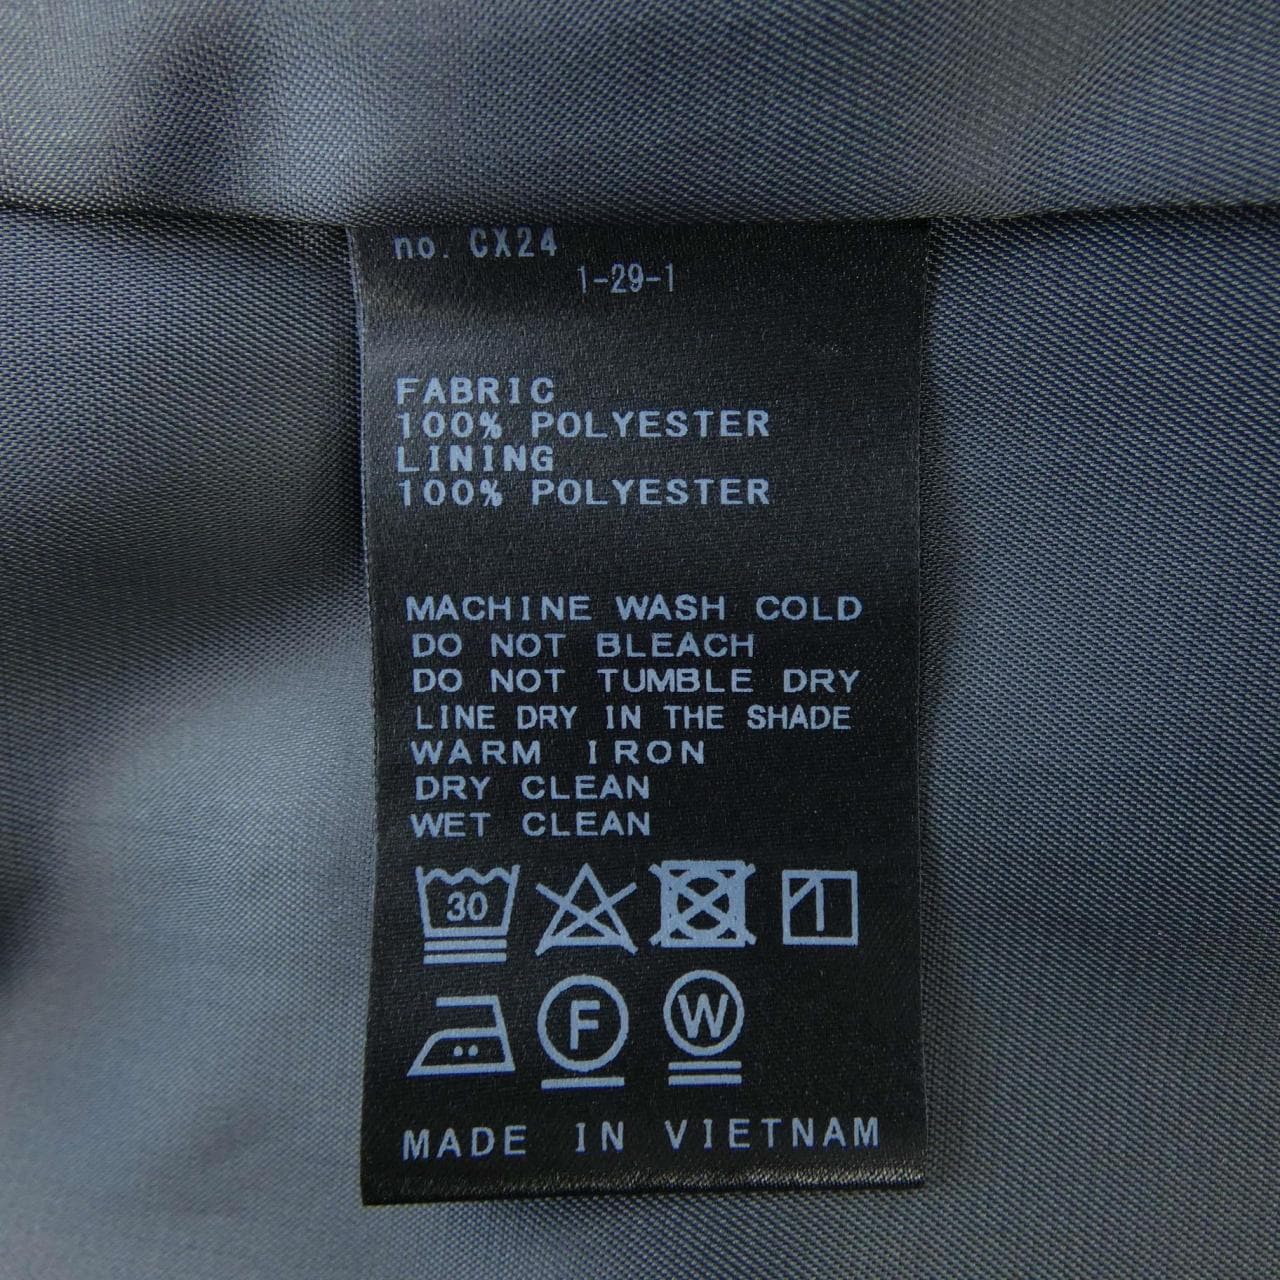 no. CX24
1-29-1
FABRIC
100% POLYESTER
LINING
100% POLYESTER
MACHINE WASH COLD
DO NOT BLEACH
DO NOT TUMBLE DRY
LINE DRY IN THE SHADE
WARM IRON
DRY CLEAN
WET CLEAN
30
F W
MADE IN VIETNAM